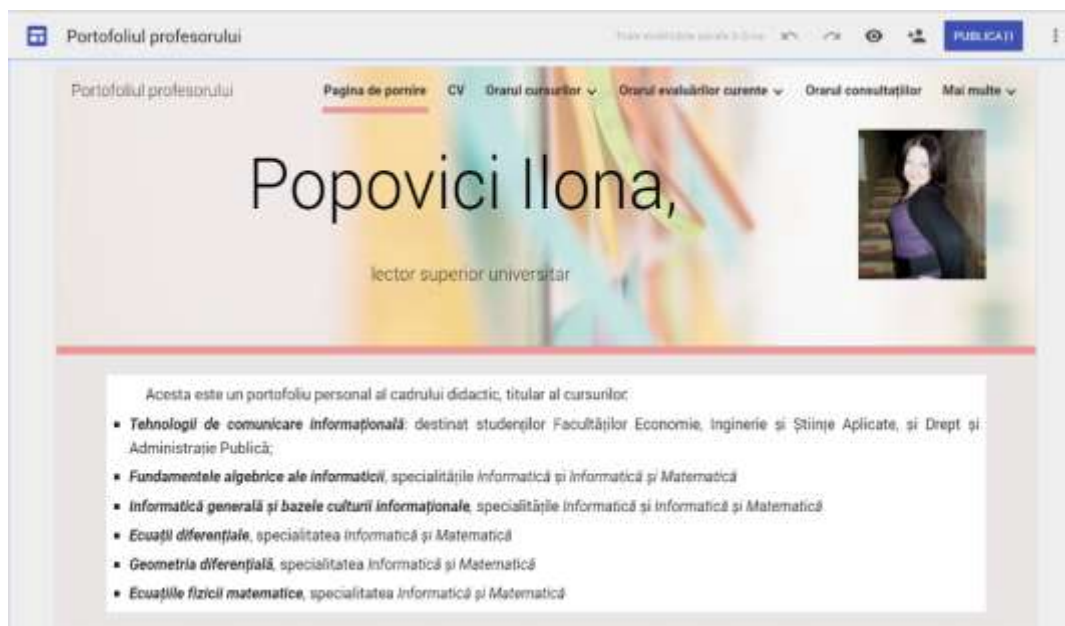 Portofoliul profesorului
PUBLICAȚI
Portofoliul profesorului
Pagina de pornire CV Orarul cursurilor Orarul evaluărilor curente Orarul consultațiilor Mai multe
Popovici Ilona,
lector superior universitar
Acesta este un portofoliu personal al cadrului didactic, titular al cursurilor:
Tehnologii de comunicare informațională: destinat studenților Facultăților Economie, Inginerie și Științe Aplicate, și Drept și
Administrație Publică;
Fundamentele algebrice ale informaticii, specialitățile Informatică și Informatică și Matematică
Informatică generală și bazele culturii informaționale, specialitățile Informatică și Informatică și Matematică
Ecuații diferențiale, specialitatea Informatică și Matematică
Geometria diferențială, specialitatea Informatică și Matematică
Ecuațiile fizicii matematice, specialitatea Informatică și Matematică